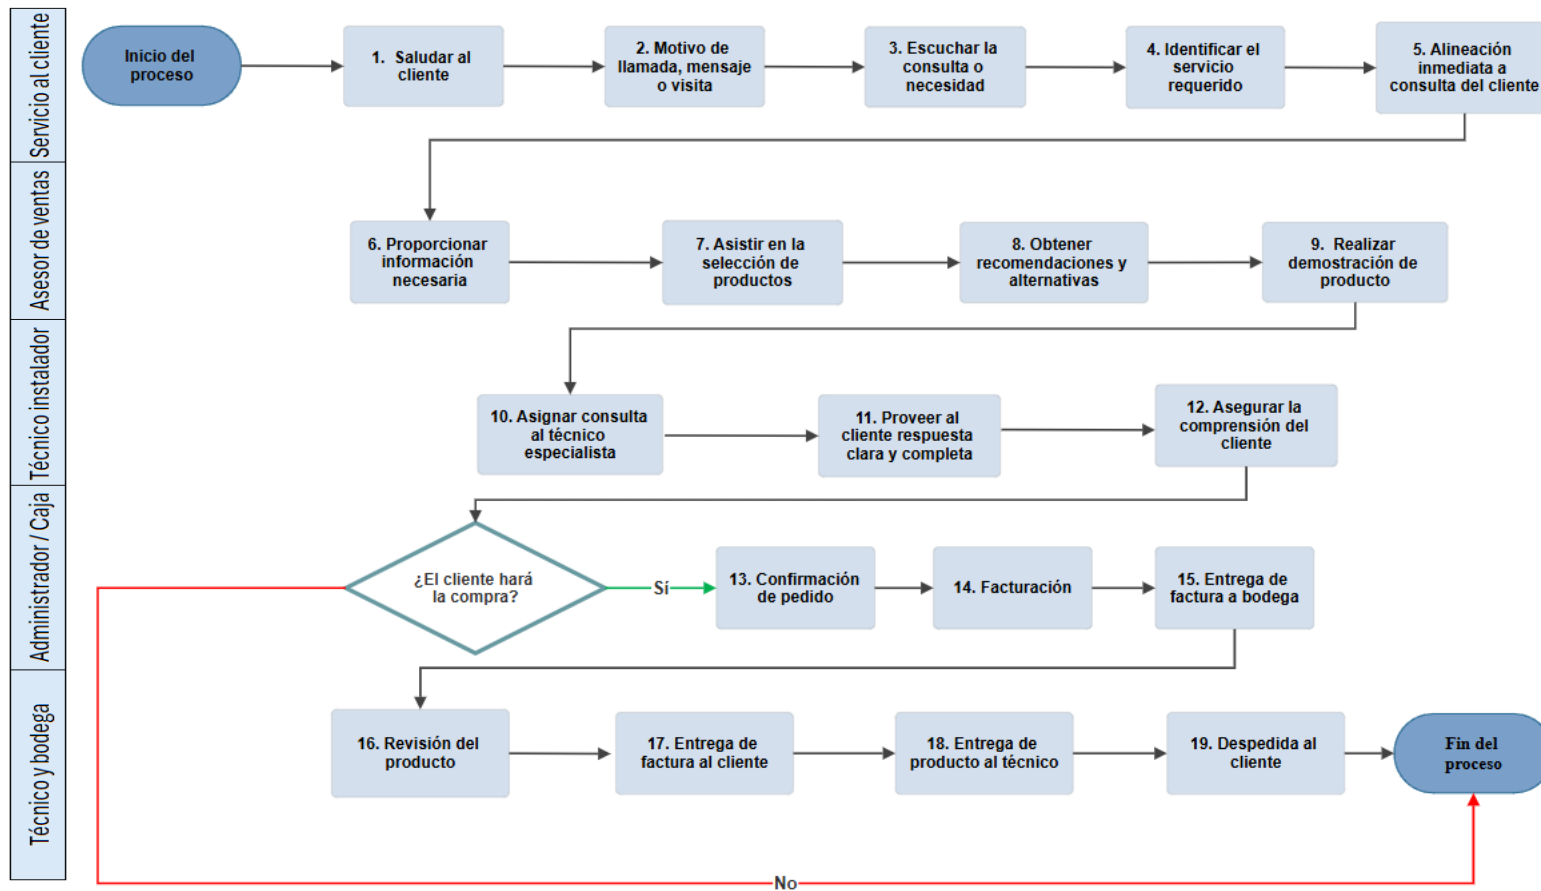 Servicio al cliente
Inicio del
proceso
1.  Saludar al
cliente
2. Motivo de
llamada, mensaje
o visita
3. Escuchar la
consulta o
necesidad
4. Identificar el
servicio
requerido
5. Alineación
inmediata a
consulta del cliente
Asesor de ventas
6. Proporcionar
información
necesaria
7. Asistir en la
selección de
productos
8. Obtener
recomendaciones y
alternativas
9.  Realizar
demostración de
producto
Técnico instalador
10. Asignar consulta
al técnico
especialista
11. Proveer al
cliente respuesta
clara y completa
12. Asegurar la
comprensión del
cliente
Administrador / Caja
¿El cliente hará
la compra?
Sí
13. Confirmación
de pedido
14. Facturación
15. Entrega de
factura a bodega
Técnico y bodega
16. Revisión del
producto
17. Entrega de
factura al cliente
18. Entrega de
producto al técnico
19. Despedida al
cliente
Fin del
proceso
No